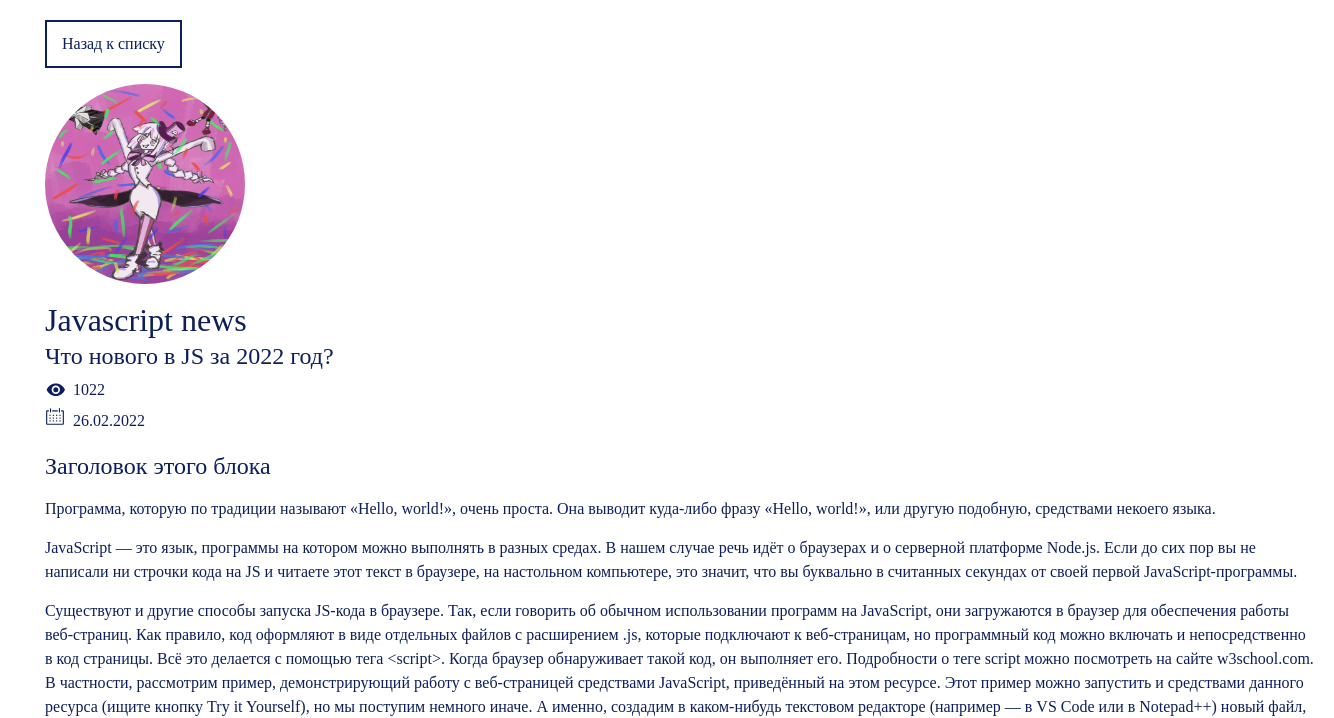 Назад к списку
Javascript news
Что нового в JS за 2022 год?
1022
26.02.2022
Заголовок этого блока
Программа, которую по традиции называют «Hello, world!», очень проста. Она выводит куда-либо фразу «Hello, world!», или другую подобную, средствами некоего языка.
JavaScript — это язык, программы на котором можно выполнять в разных средах. В нашем случае речь идёт о браузерах и о серверной платформе Node.js. Если до сих пор вы не
написали ни строчки кода на JS и читаете этот текст в браузере, на настольном компьютере, это значит, что вы буквально в считанных секундах от своей первой JavaScript-программы.
Существуют и другие способы запуска JS-кода в браузере. Так, если говорить об обычном использовании программ на JavaScript, они загружаются в браузер для обеспечения работы
веб-страниц. Как правило, код оформляют в виде отдельных файлов с расширением .js, которые подключают к веб-страницам, но программный код можно включать и непосредственно
в код страницы. Всё это делается с помощью тега <script>. Когда браузер обнаруживает такой код, он выполняет его. Подробности о теге script можно посмотреть на сайте w3school.com.
В частности, рассмотрим пример, демонстрирующий работу с веб-страницей средствами JavaScript, приведённый на этом ресурсе. Этот пример можно запустить и средствами данного
ресурса (ищите кнопку Try it Yourself), но мы поступим немного иначе. А именно, создадим в каком-нибудь текстовом редакторе (например — в VS Code или в Notepad++) новый файл,